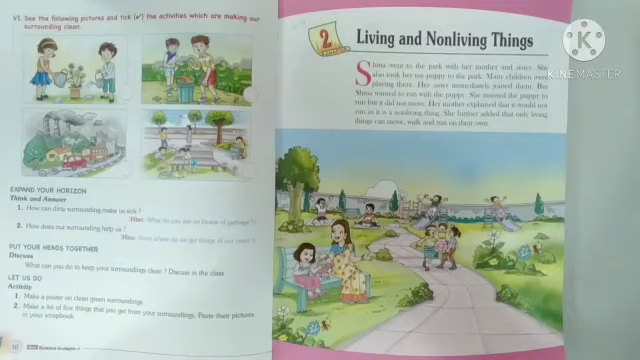 VI. See the following pictures and tick (✓) the activities which are making our
surrounding clean.
EXPAND YOUR HORIZON
Think and Answer
1. How can dirty surrounding make us sick ?
[Hint. What do you see on heaps of garbage ?]
2. How does our surrounding help us ?
[Hint. From where do we get things of our need ?]
PUT YOUR HEADS TOGETHER
Discuss
What can you do to keep your surroundings clean ? Discuss in the class
LET US DO
Activity
1. Make a poster on clean green surroundings.
2. Make a list of five things that you get from your surroundings. Paste their pictures
in your scrapbook.
10
Science
2
Living and Nonliving Things
Shina went to the park with her mother and sister. She
also took her toy puppy to the park. Many children were
playing there. Her sister immediately joined them. But
Shina wanted to run with the puppy. She insisted the puppy to
run but it did not move. Her mother explained that it would not
run as it is a nonliving thing. She further added that only living
things can move, walk and run on their own.
KINEMASTER